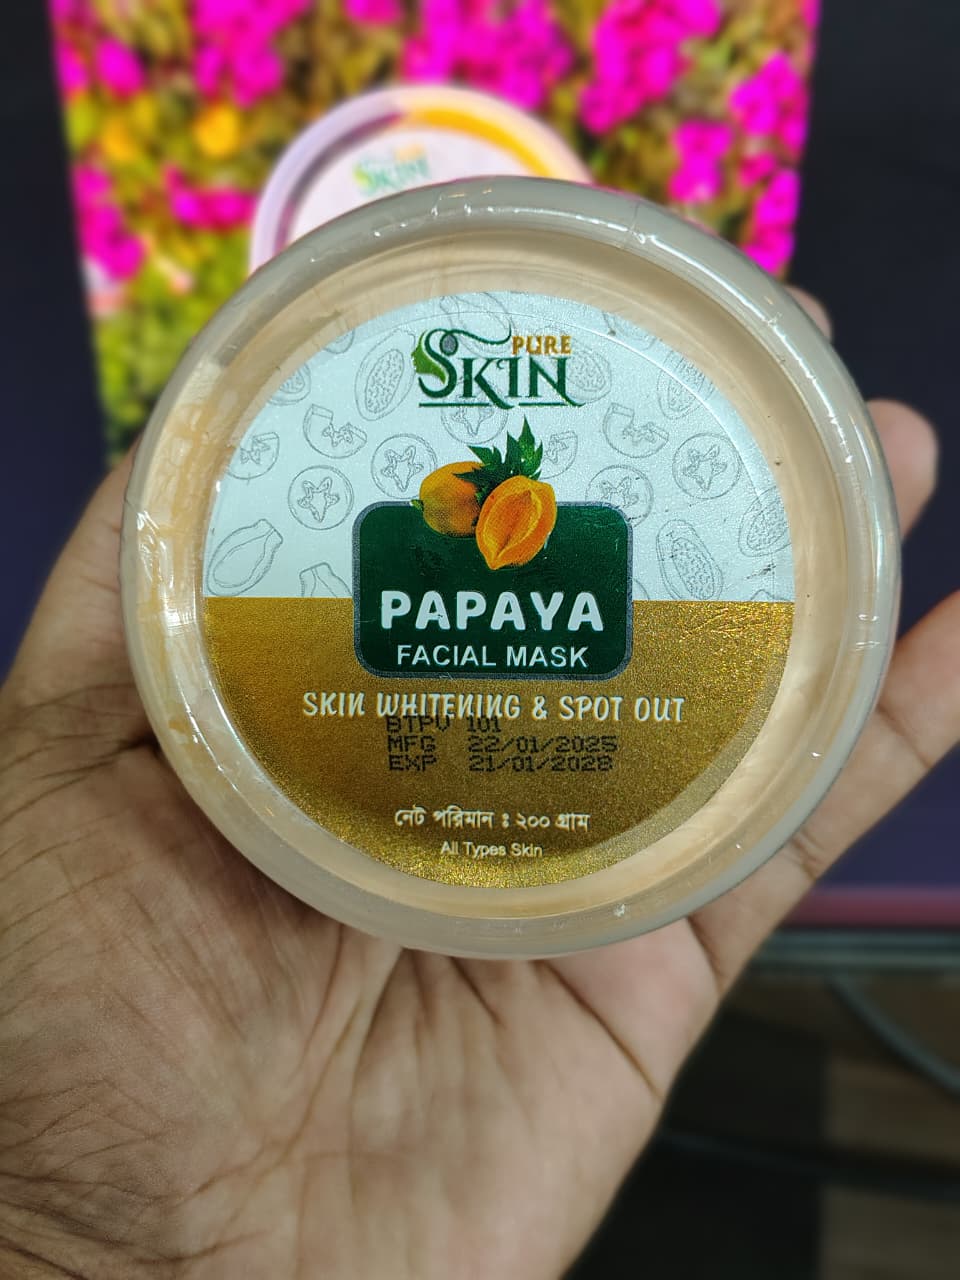 PURE
SKIN
PAPAYA
FACIAL MASK
SKIN WHITENING & SPOT OUT
BTPV 101
MFG 22/01/2025
EXP 21/01/2028
নেট পরিমান : ২০০ গ্রাম
All Types Skin